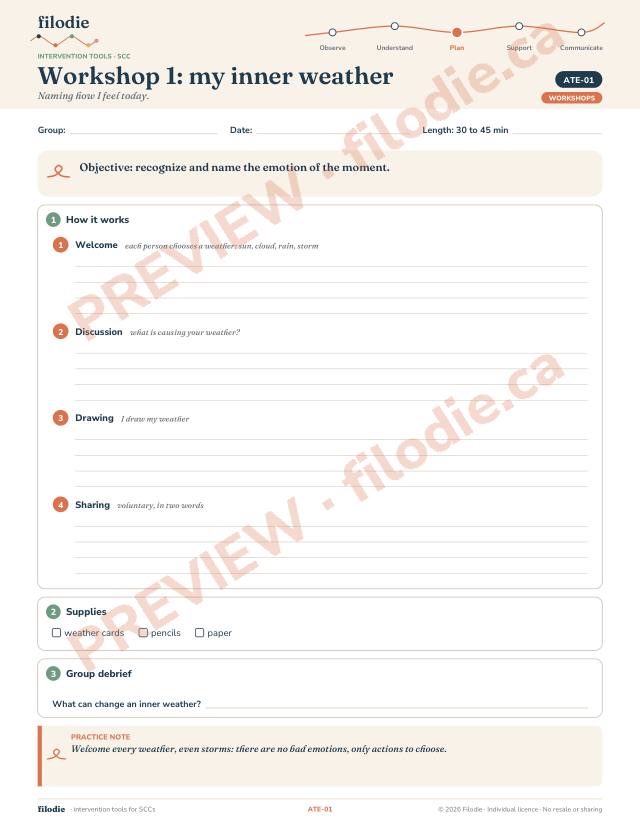 filodie
Observe Understand Plan Support Communicate
INTERVENTION TOOLS · SCC
Workshop 1: my inner weather
Naming how I feel today.
ATE-01
WORKSHOPS
Group: Date: Length: 30 to 45 min
Objective: recognize and name the emotion of the moment.
1 How it works
1 Welcome each person chooses a weather: sun, cloud, rain, storm
2 Discussion what is causing your weather?
3 Drawing I draw my weather
4 Sharing voluntary, in two words
2 Supplies
weather cards pencils paper
3 Group debrief
What can change an inner weather?
PRACTICE NOTE
Welcome every weather, even storms: there are no bad emotions, only actions to choose.
filodie · intervention tools for SCCs ATE-01 © 2026 Filodie · Individual licence · No resale or sharing
PREVIEW · filodie.ca
PREVIEW · filodie.ca